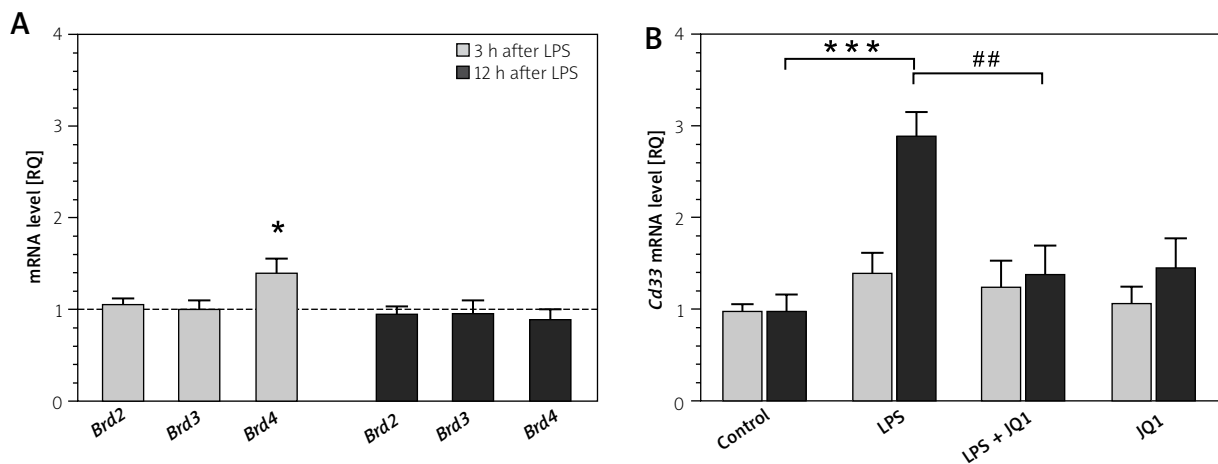 A
mRNA level [RQ]
4
3
2
1
0
3 h after LPS
12 h after LPS
*
Brd2
Brd3
Brd4
Brd2
Brd3
Brd4
B
Cd33 mRNA level [RQ]
4
3
2
1
0
***
##
Control
LPS
LPS + JQ1
JQ1